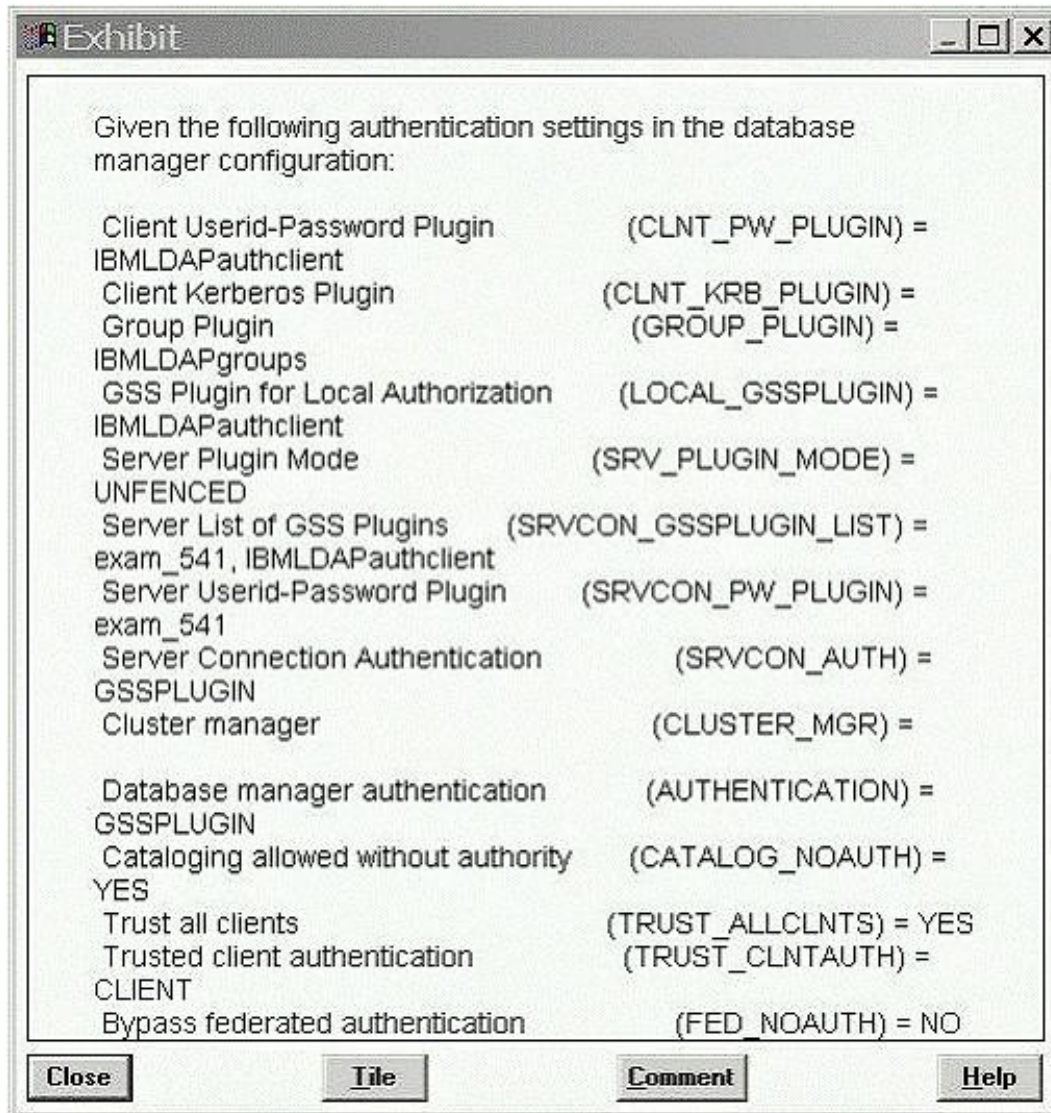 Exhibit
Given the following authentication settings in the database
manager configuration:
Client Userid-Password Plugin (CLNT_PW_PLUGIN) =
IBMLDAPauthclient
Client Kerberos Plugin (CLNT_KRB_PLUGIN) =
Group Plugin (GROUP_PLUGIN) =
IBMLDAPgroups
GSS Plugin for Local Authorization (LOCAL_GSSPLUGIN) =
IBMLDAPauthclient
Server Plugin Mode (SRV_PLUGIN_MODE) =
UNFENCED
Server List of GSS Plugins (SRVCON_GSSPLUGIN_LIST) =
exam_541, IBMLDAPauthclient
Server Userid-Password Plugin (SRVCON_PW_PLUGIN) =
exam_541
Server Connection Authentication (SRVCON_AUTH) =
GSSPLUGIN
Cluster manager (CLUSTER_MGR) =
Database manager authentication (AUTHENTICATION) =
GSSPLUGIN
Cataloging allowed without authority (CATALOG_NOAUTH) =
YES
Trust all clients (TRUST_ALLCLNTS) = YES
Trusted client authentication (TRUST_CLNTAUTH) =
CLIENT
Bypass federated authentication (FED_NOAUTH) = NO
Close Tile Comment Help